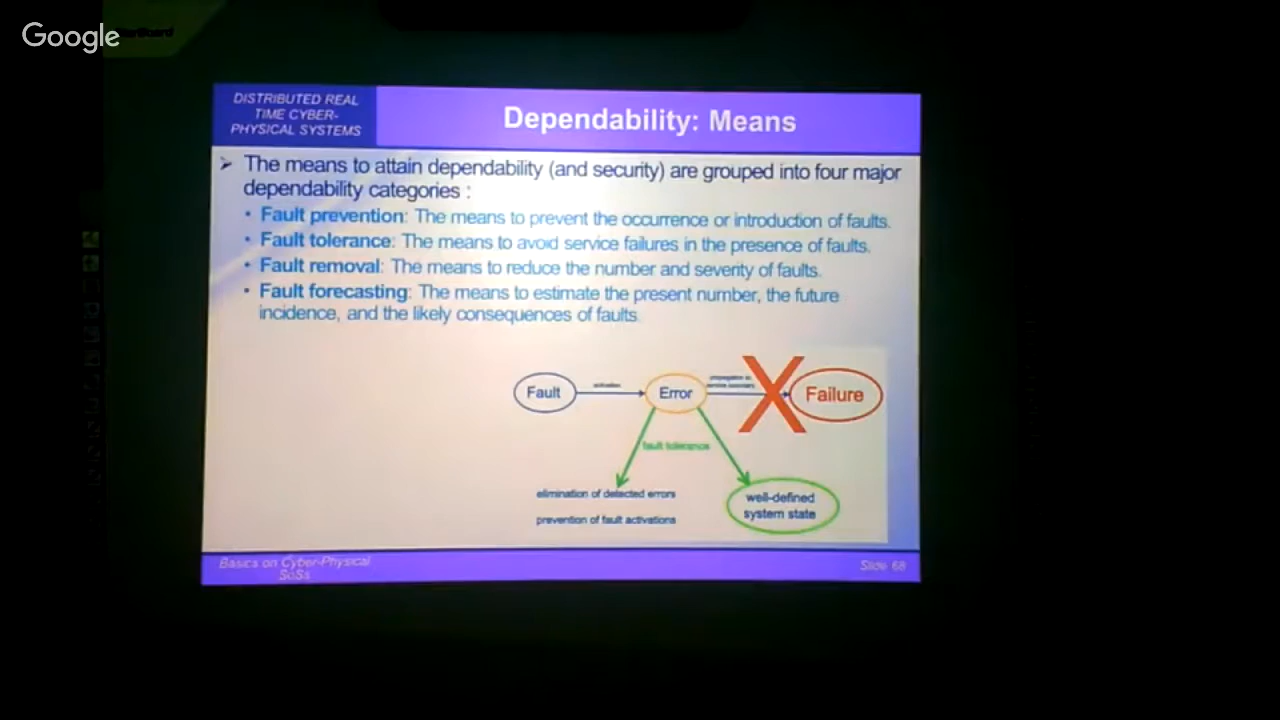 Google
DISTRIBUTED REAL
TIME CYBER-
PHYSICAL SYSTEMS
Dependability: Means
➢ The means to attain dependability (and security) are grouped into four major
dependability categories :
• Fault prevention: The means to prevent the occurrence or introduction of faults.
• Fault tolerance: The means to avoid service failures in the presence of faults.
• Fault removal: The means to reduce the number and severity of faults.
• Fault forecasting: The means to estimate the present number, the future
incidence, and the likely consequences of faults.
Fault
activation
Error
propagation to
service boundary
X
Failure
fault tolerance
elimination of detected errors
prevention of fault activations
well-defined
system state
Basics on Cyber-Physical
SoSs
Slide 68